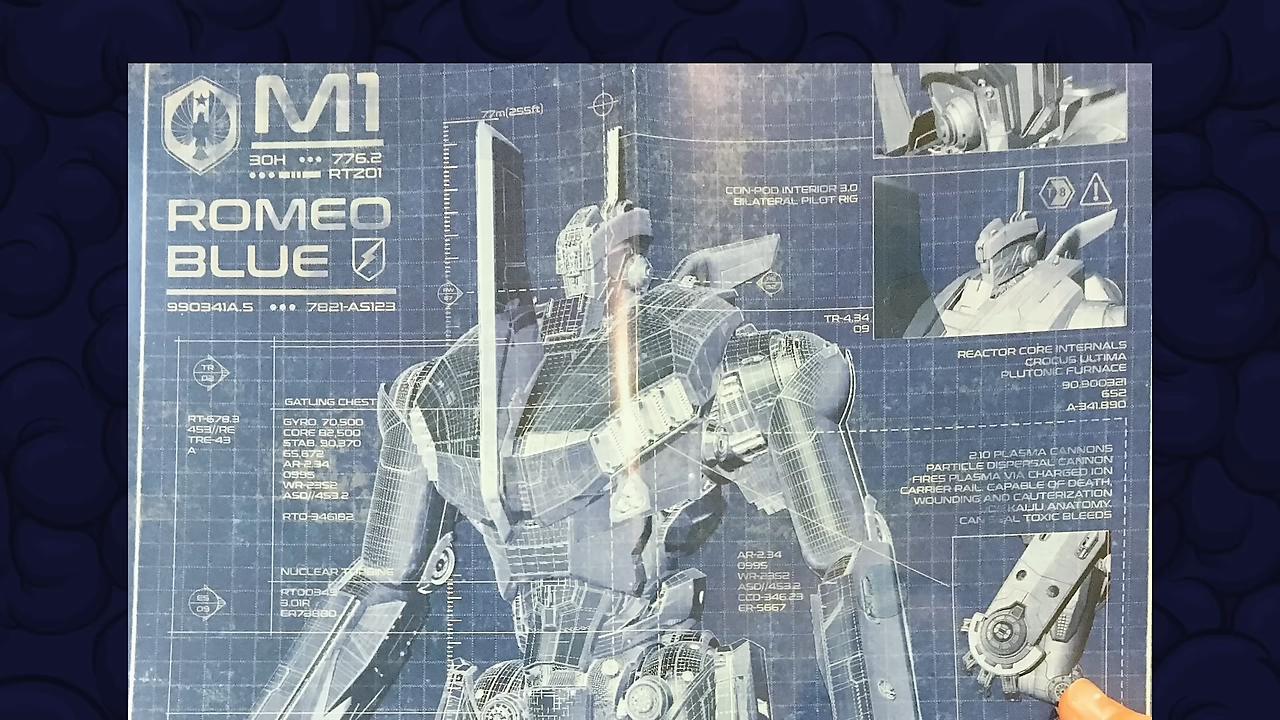 M1
30H ••• 776.2
RTZ01
ROMEO
BLUE
990341A.5 ••• 7821-AS123
77m(255ft)
CON-POD INTERIOR 3.0
BILATERAL PILOT RIG
TR-4.34
09
TR
02
RT-678.3
453//RE
TRE-43
A
GATLING CHEST
GYRO 70,500
CORE 82,500
STAB 90,370
65,672
AR-2.34
0995
WR-2352
ASD//453.2
RTO-346182
NUCLEAR TURBINE
RT00345
3.01R
ER78880
ES
09
REACTOR CORE INTERNALS
CROCUS ULTIMA
PLUTONIC FURNACE
90.900321
652
A-341.890
2.10 PLASMA CANNONS
PARTICLE DISPERSAL CANNON
FIRES PLASMA VIA CHARGED ION
CARRIER RAIL. CAPABLE OF DEATH,
WOUNDING AND CAUTERIZATION
KAIJU ANATOMY.
TOXIC BLEEDS
AR-2.34
0995
WR-2352
ASD//453.2
CCD-346.23
ER-5667